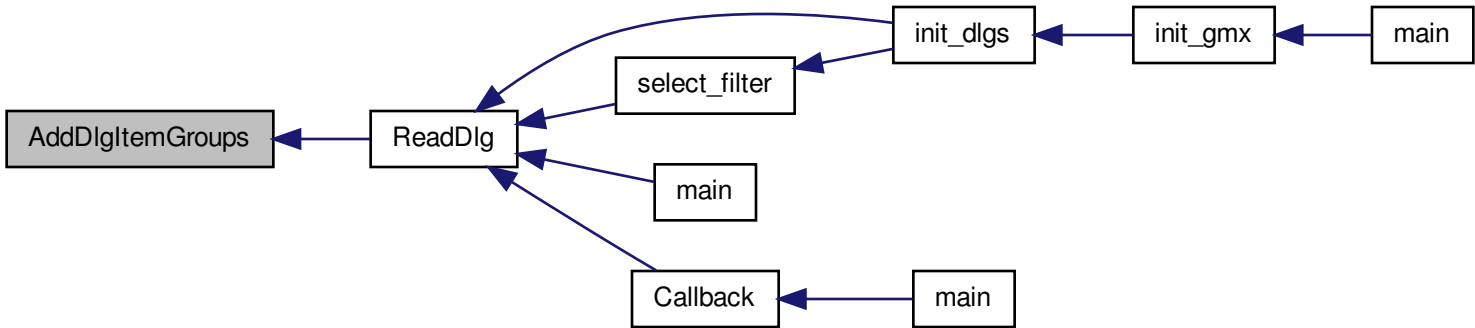 init_dlgs
init_gmx
main
select_filter
AddDlgItemGroups
ReadDlg
main
Callback
main